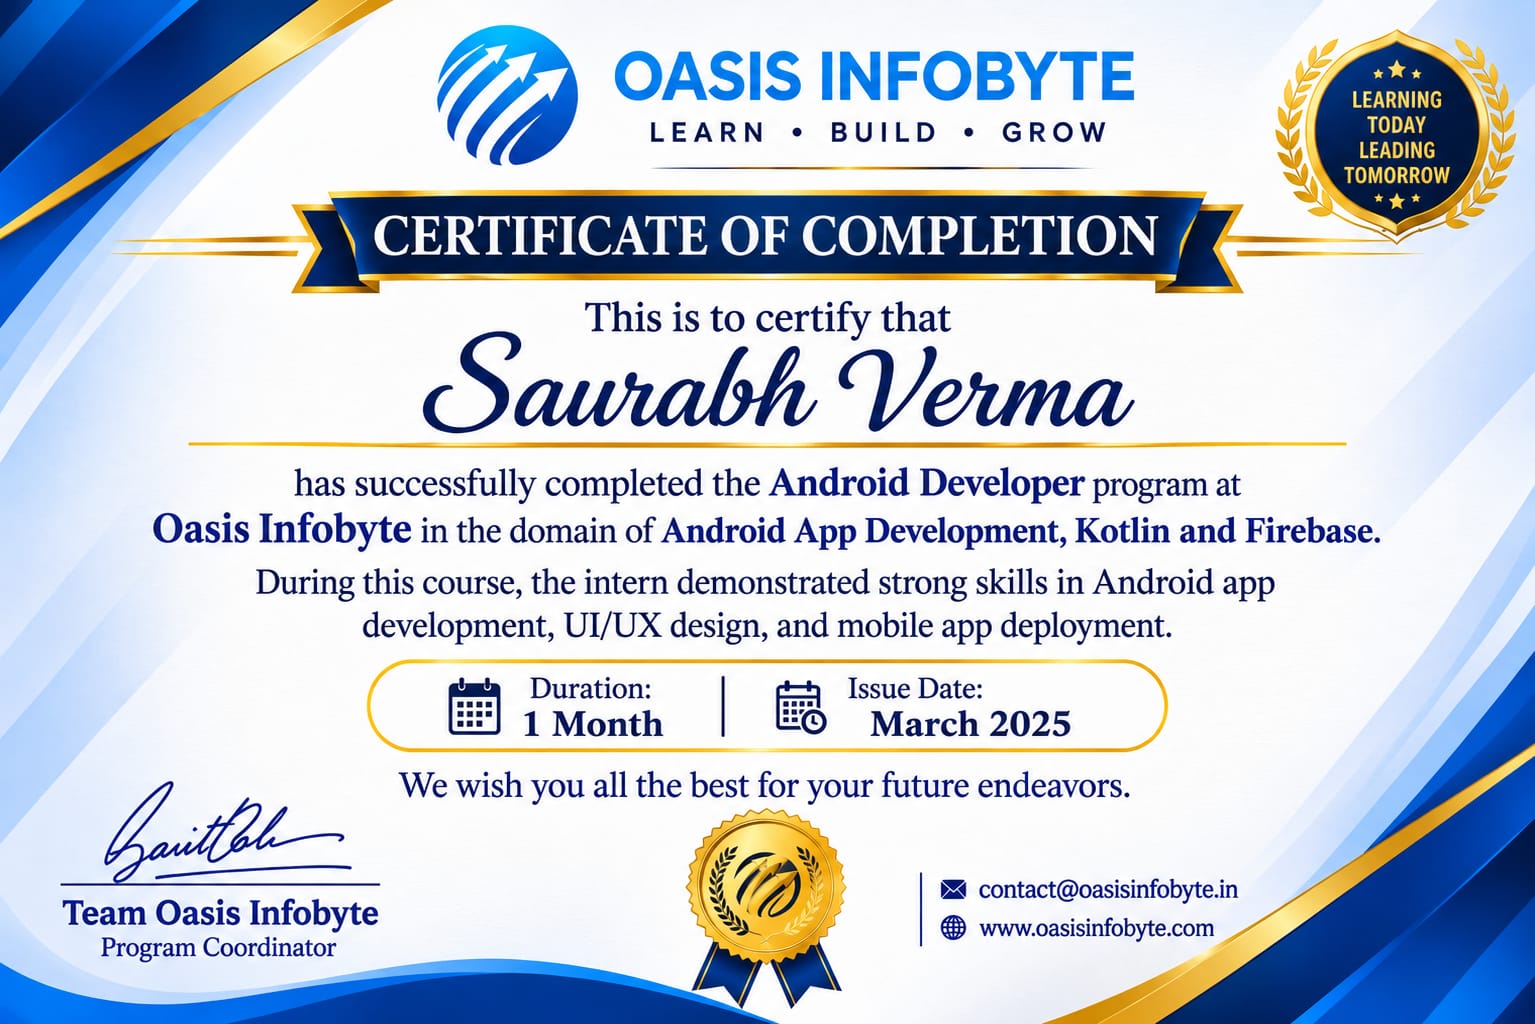 OASIS INFOBYTE
LEARN • BUILD • GROW
LEARNING
TODAY
LEADING
TOMORROW
CERTIFICATE OF COMPLETION
This is to certify that
Saurabh Verma
has successfully completed the Android Developer program at
Oasis Infobyte in the domain of Android App Development, Kotlin and Firebase.
During this course, the intern demonstrated strong skills in Android app
development, UI/UX design, and mobile app deployment.
Duration:
1 Month
Issue Date:
March 2025
We wish you all the best for your future endeavors.
Team Oasis Infobyte
Program Coordinator
contact@oasisinfobyte.in
www.oasisinfobyte.com